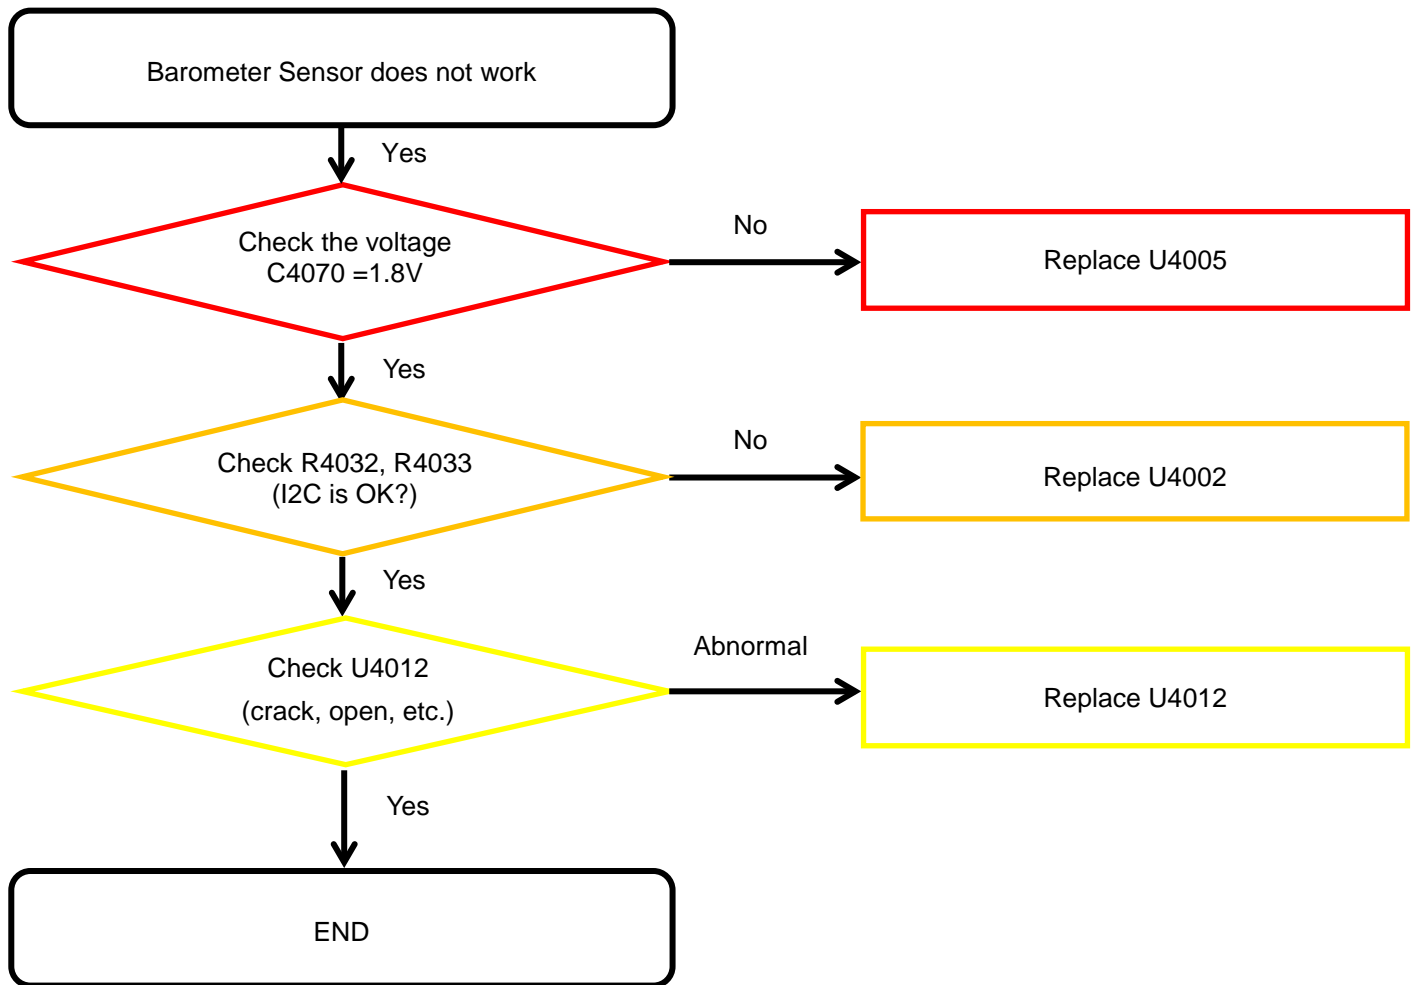 Barometer Sensor does not work
Yes
Check the voltage
C4070 =1.8V
No
Replace U4005
Yes
Check R4032, R4033
(I2C is OK?)
No
Replace U4002
Yes
Check U4012
(crack, open, etc.)
Abnormal
Replace U4012
Yes
END